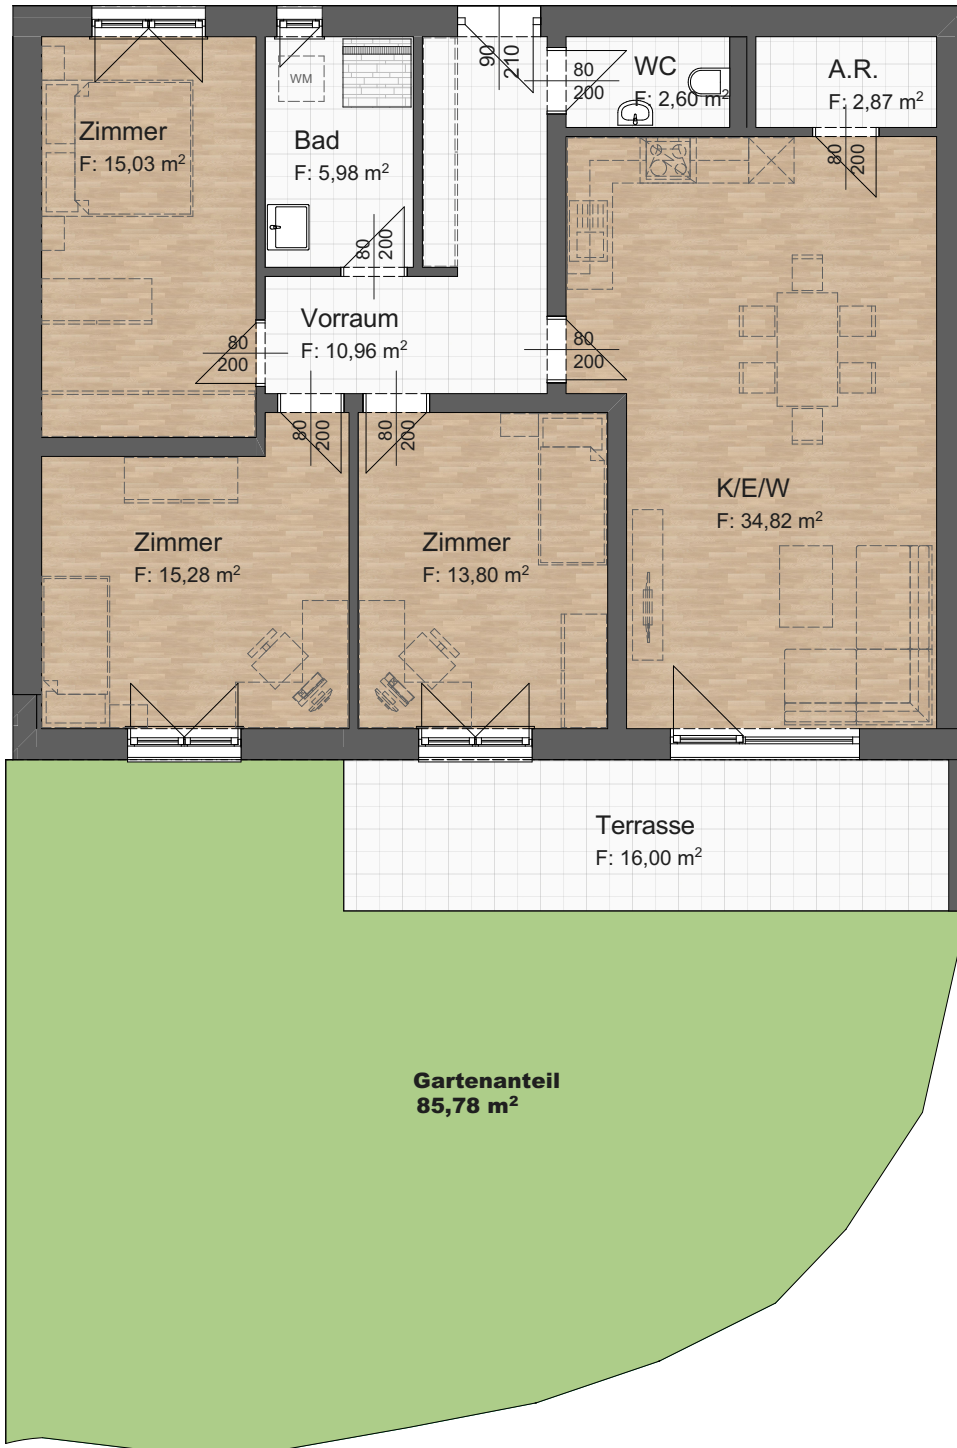 Zimmer
F: 15,03 m²
WM
Bad
F: 5,98 m²
90
210
80
200
WC
F: 2,60 m²
A.R.
F: 2,87 m²
80
200
80
200
Vorraum
F: 10,96 m²
80
200
80
200
80
200
80
200
K/E/W
F: 34,82 m²
Zimmer
F: 15,28 m²
Zimmer
F: 13,80 m²
Terrasse
F: 16,00 m²
Gartenanteil
85,78 m²